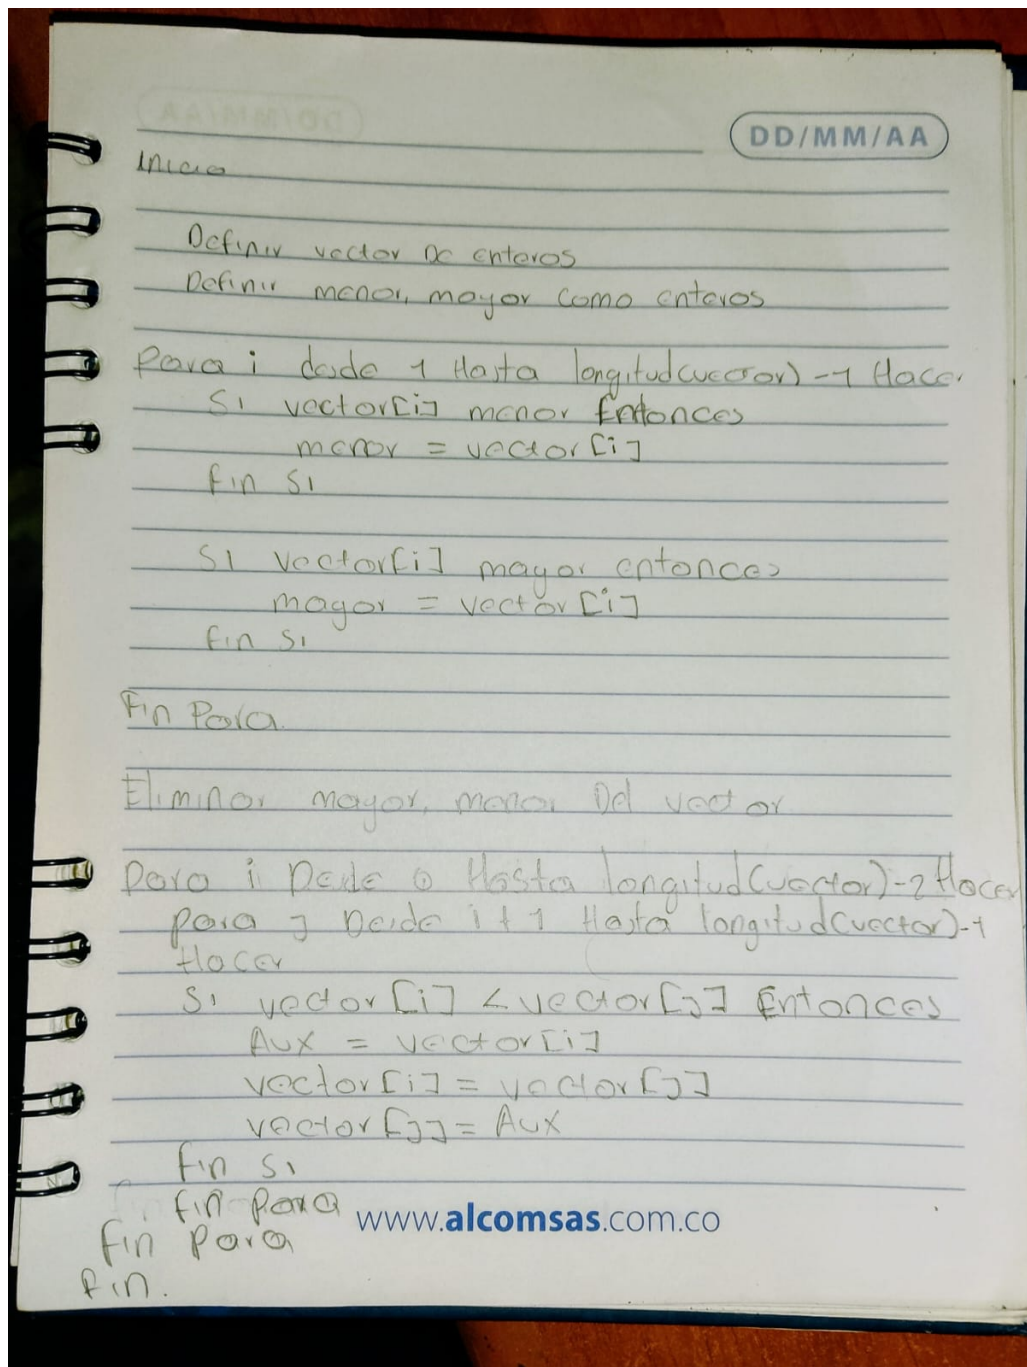 DD/MM/AA
Inicio
Definir vector De enteros
Definir menor, mayor como enteros
Para i desde 1 Hasta longitud(vector)-1 Hacer
Si vector[i] menor Entonces
menor = vector[i]
fin Si
Si vector[i] mayor entonces
mayor = vector[i]
fin Si
Fin Para
Eliminar mayor, menor Del vector
Para i Desde 0 Hasta longitud(vector)-2 Hacer
para j Desde i+1 Hasta longitud(vector)-1
Hacer
Si vector[i] < vector[j] Entonces
Aux = vector[i]
vector[i] = vector[j]
vector[j] = Aux
fin Si
fin para
www.alcomsas.com.co
fin para
fin.